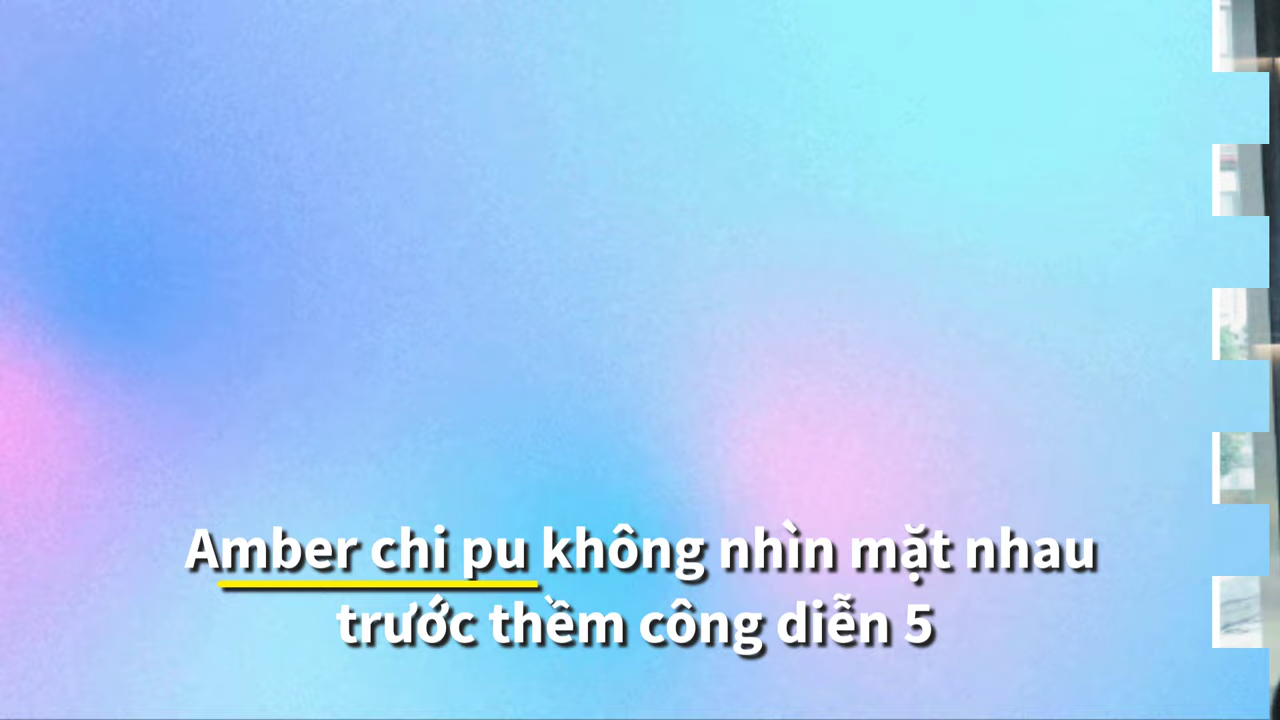 Amber chi pu không nhìn mặt nhau
trước thềm công diễn 5